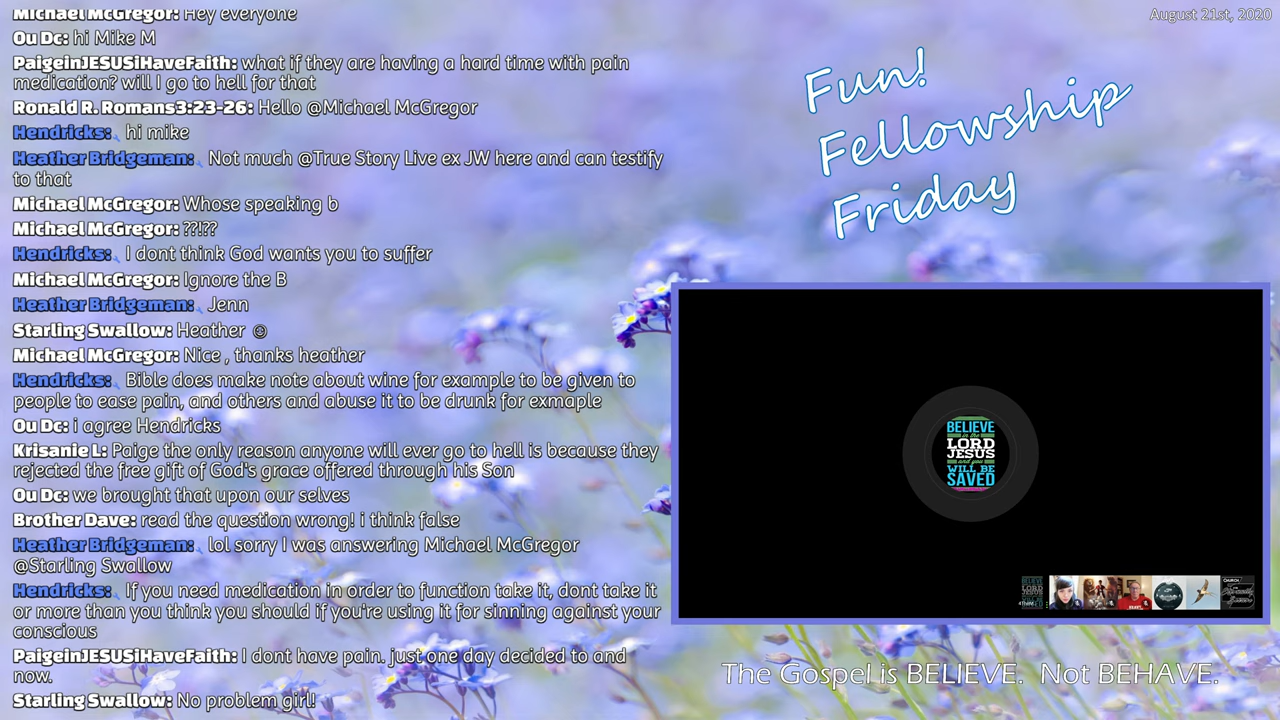 Michael McGregor: Hey everyone
Ou Dc: hi Mike M
PaigeinJESUSiHaveFaith: what if they are having a hard time with pain
medication? will I go to hell for that
Ronald R. Romans3:23-26: Hello @Michael McGregor
Hendricks: hi mike
Heather Bridgeman: Not much @True Story Live ex JW here and can testify
to that
Michael McGregor: Whose speaking b
Michael McGregor: ??!??
Hendricks: I dont think God wants you to suffer
Michael McGregor: Ignore the B
Heather Bridgeman: Jenn
Starling Swallow: Heather ☺
Michael McGregor: Nice , thanks heather
Hendricks: Bible does make note about wine for example to be given to
people to ease pain, and others and abuse it to be drunk for exmaple
Ou Dc: i agree Hendricks
Krisanie L: Paige the only person anyone will ever go to hell is because they
rejected the free gift of God's grace offered through his Son
Ou Dc: we brought that upon our selves
Brother Dave: read the question wrong! i think false
Heather Bridgeman: lol sorry I was answering Michael McGregor
@Starling Swallow
Hendricks: If you need medication in order to function take it, dont take it
or more than you think you should if you're using it for sinning against your
conscious
PaigeinJESUSiHaveFaith: I dont have pain. just one day decided to and
now.
Starling Swallow: No problem girl!
August 21st, 2020
Fun!
Fellowship
Friday
BELIEVE
in the
LORD
JESUS
and you
WILL BE
SAVED
The Gospel is BELIEVE. Not BEHAVE.